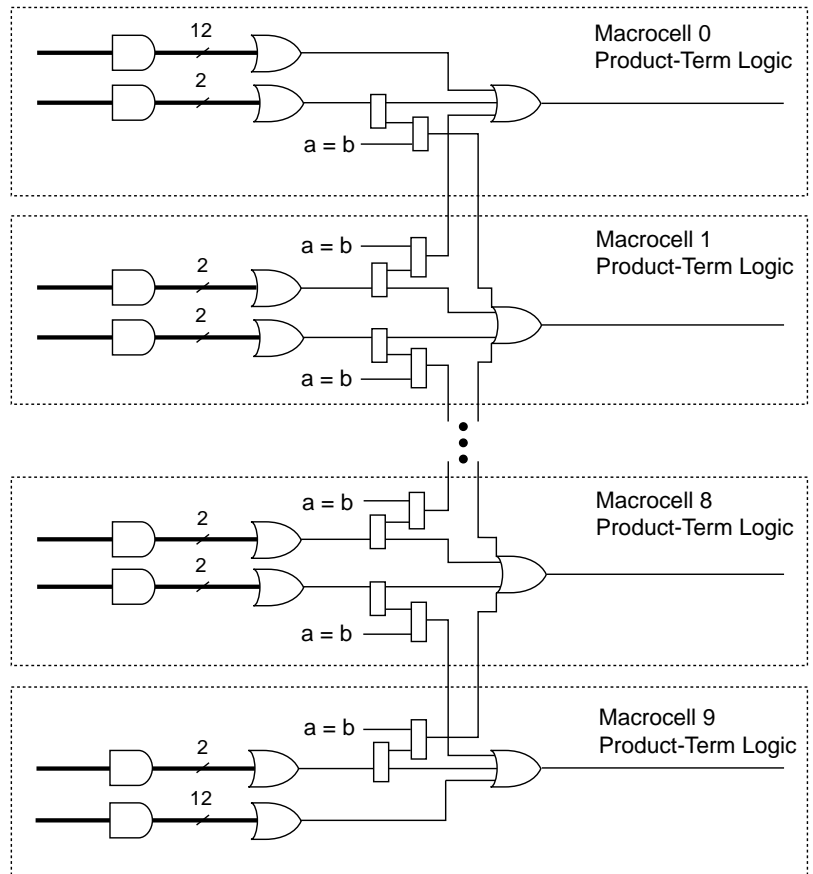 12
Macrocell 0
Product-Term Logic
2
a = b
a = b
Macrocell 1
Product-Term Logic
2
2
a = b
a = b
Macrocell 8
Product-Term Logic
2
2
a = b
a = b
Macrocell 9
Product-Term Logic
2
12